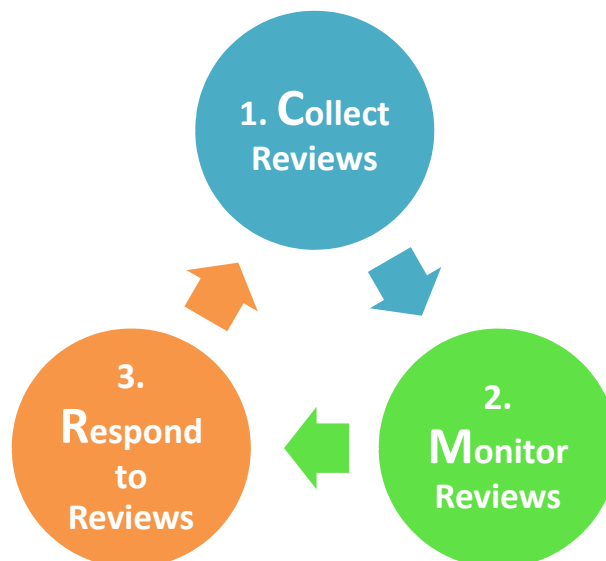 1. Collect
Reviews
2.
Monitor
Reviews
3.
Respond
to
Reviews